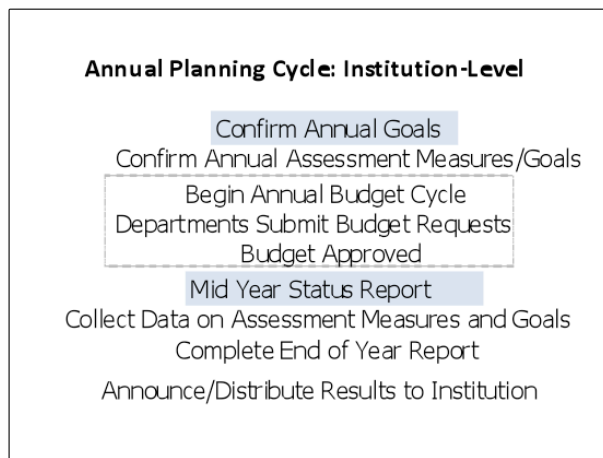 Annual Planning Cycle: Institution-Level
Confirm Annual Goals
Confirm Annual Assessment Measures/Goals
Begin Annual Budget Cycle
Departments Submit Budget Requests
Budget Approved
Mid Year Status Report
Collect Data on Assessment Measures and Goals
Complete End of Year Report
Announce/Distribute Results to Institution